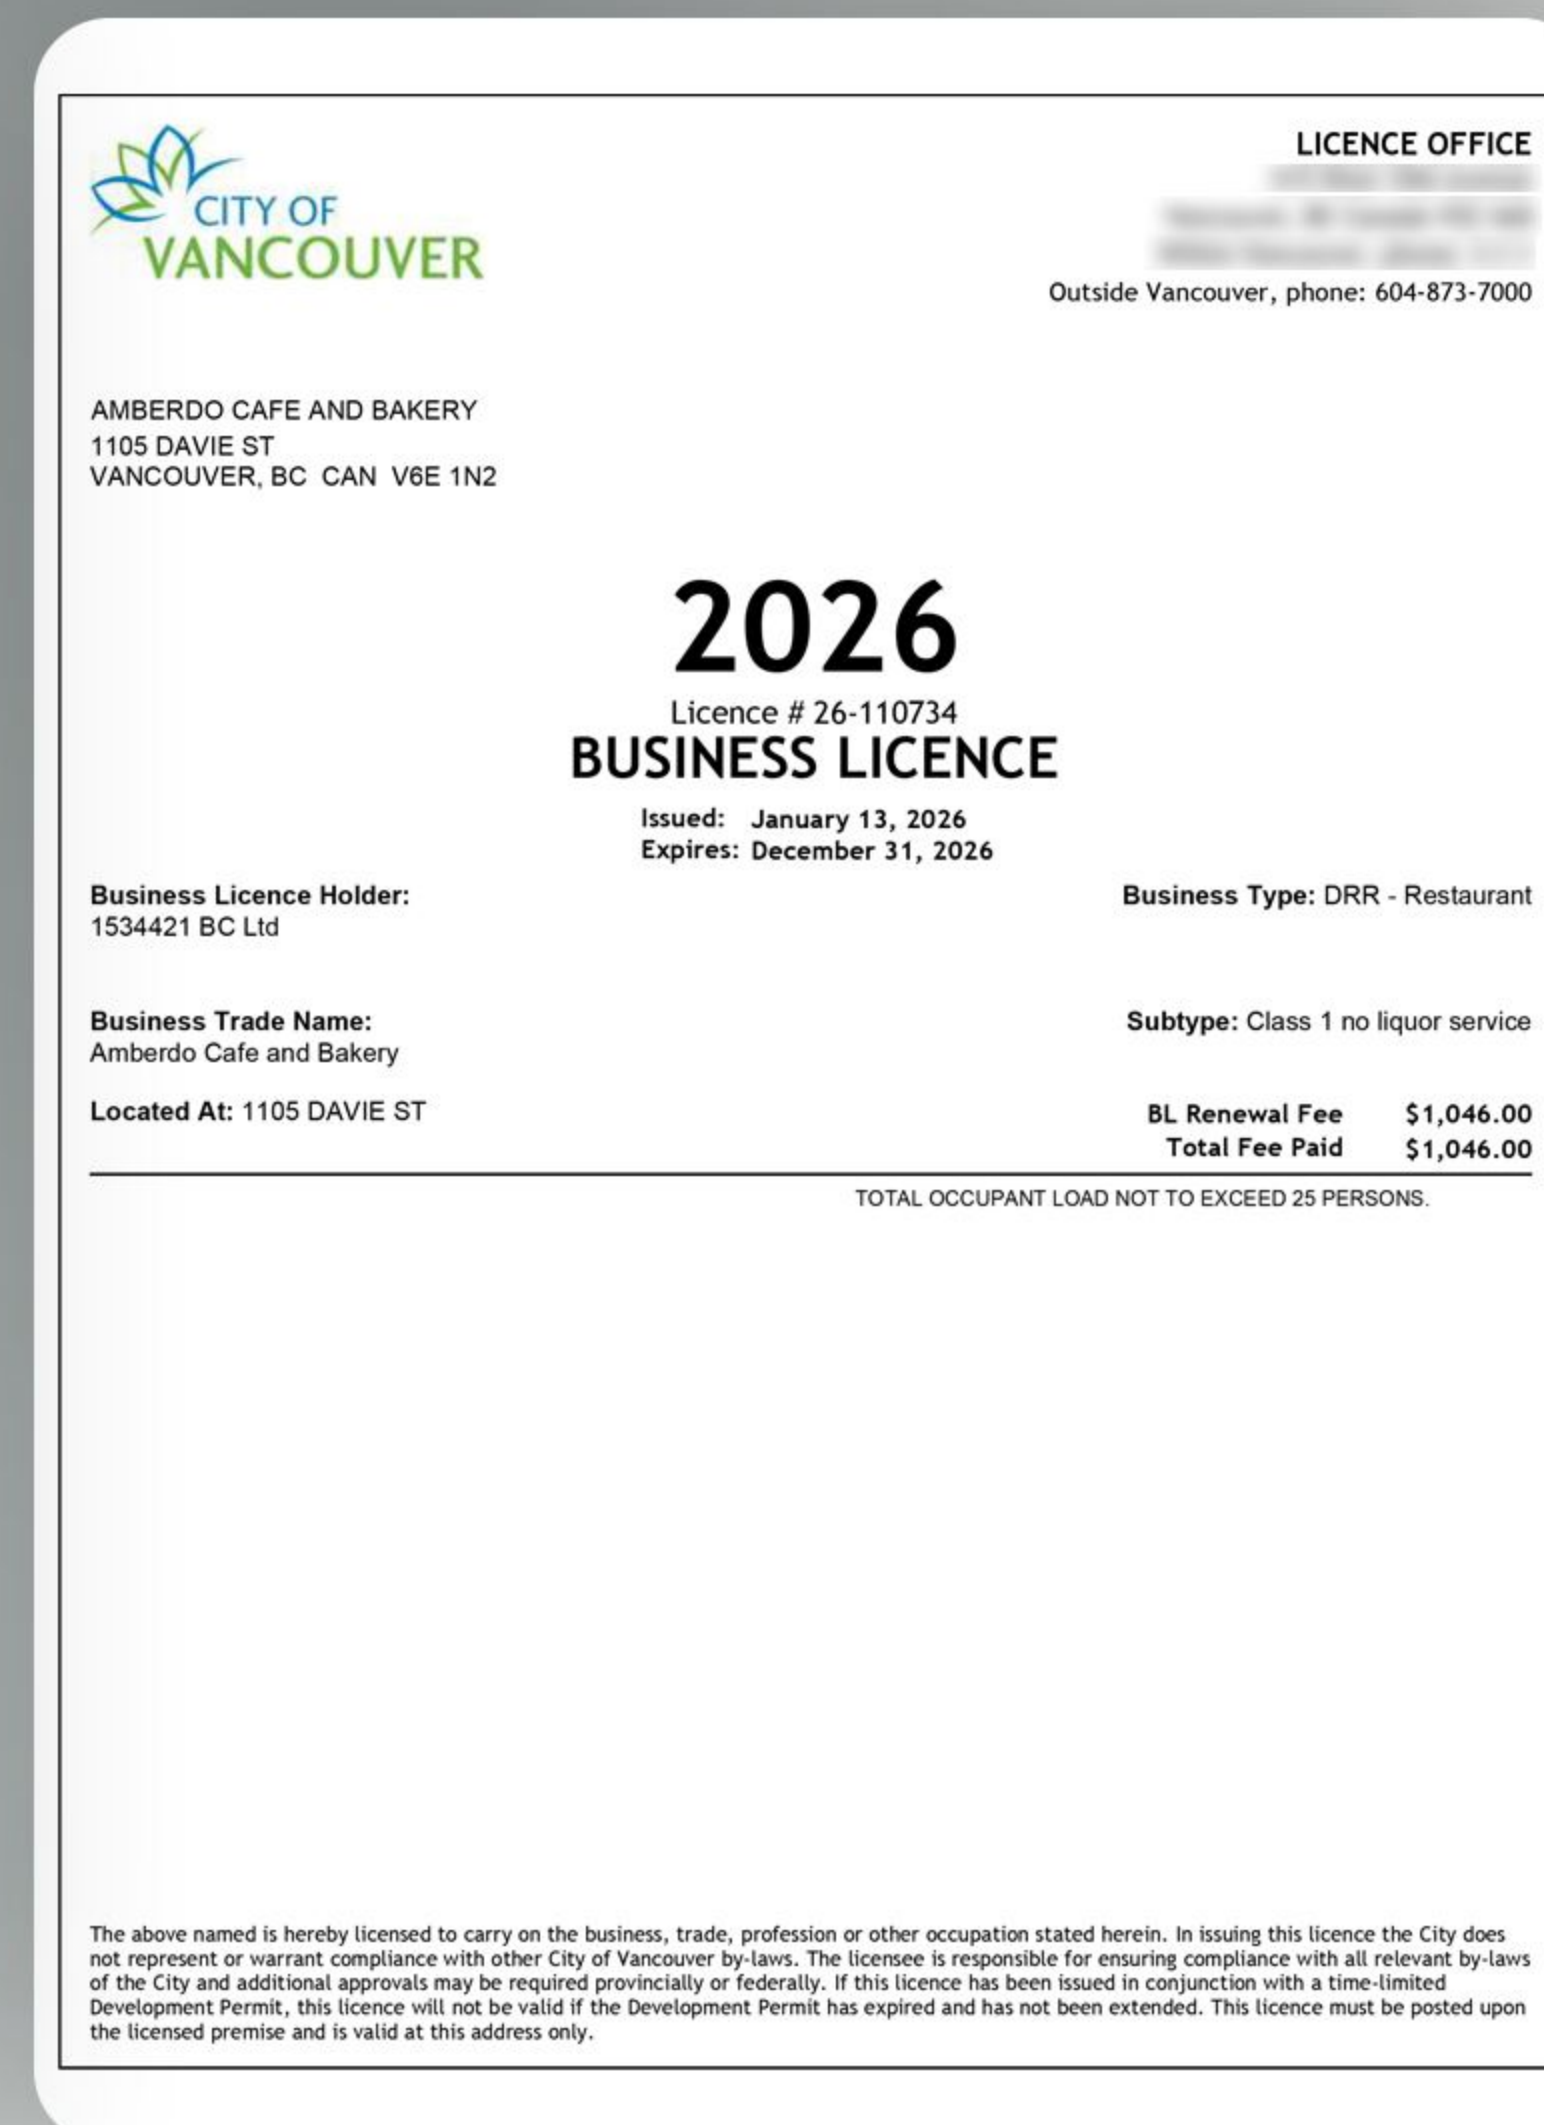 CITY OF
VANCOUVER
LICENCE OFFICE
Outside Vancouver, phone: 604-873-7000
AMBERDO CAFE AND BAKERY
1105 DAVIE ST
VANCOUVER, BC CAN V6E 1N2
2026
Licence # 26-110734
BUSINESS LICENCE
Issued: January 13, 2026
Expires: December 31, 2026
Business Licence Holder:
1534421 BC Ltd
Business Type: DRR - Restaurant
Business Trade Name:
Amberdo Cafe and Bakery
Subtype: Class 1 no liquor service
Located At: 1105 DAVIE ST
BL Renewal Fee $1,046.00
Total Fee Paid $1,046.00
TOTAL OCCUPANT LOAD NOT TO EXCEED 25 PERSONS.
The above named is hereby licensed to carry on the business, trade, profession or other occupation stated herein. In issuing this licence the City does
not represent or warrant compliance with other City of Vancouver by-laws. The licensee is responsible for ensuring compliance with all relevant by-laws
of the City and additional approvals may be required provincially or federally. If this licence has been issued in conjunction with a time-limited
Development Permit, this licence will not be valid if the Development Permit has expired and has not been extended. This licence must be posted upon
the licensed premise and is valid at this address only.